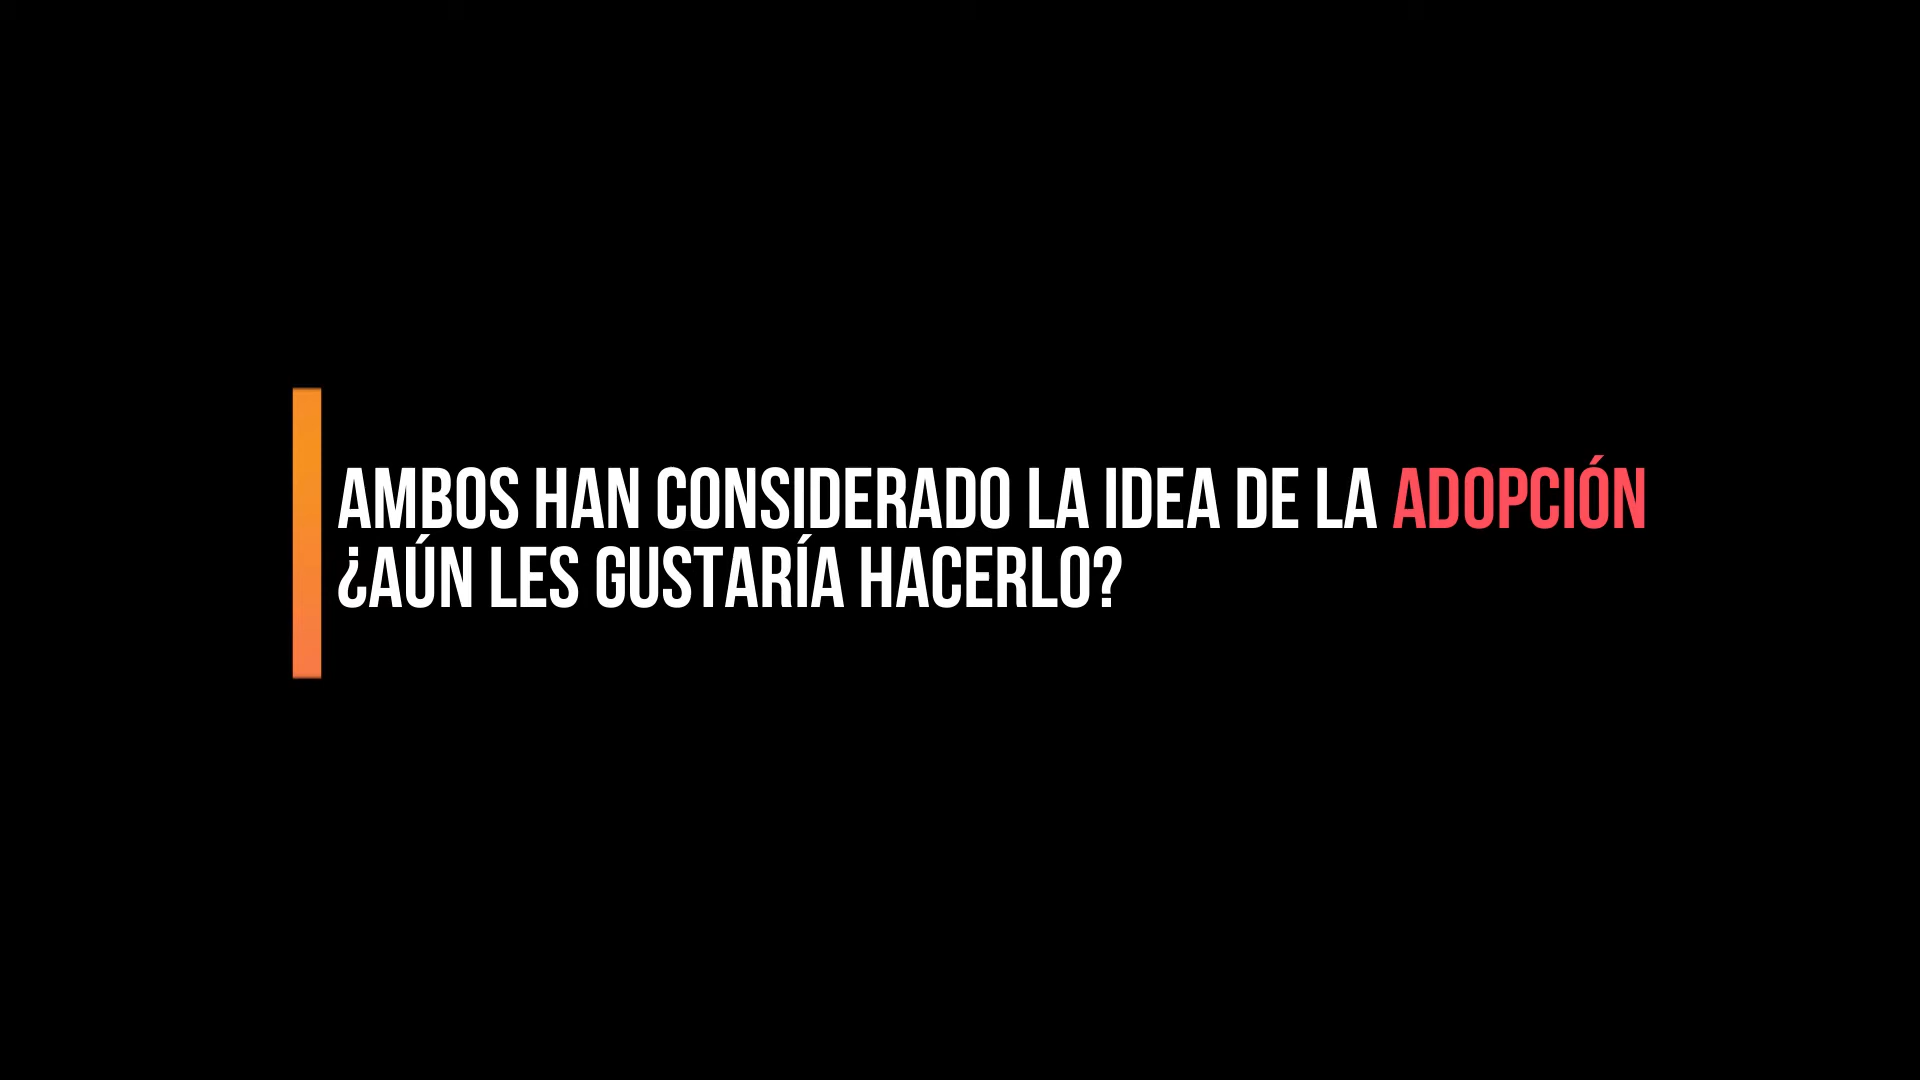 AMBOS HAN CONSIDERADO LA IDEA DE LA ADOPCIÓN
¿AÚN LES GUSTARÍA HACERLO?